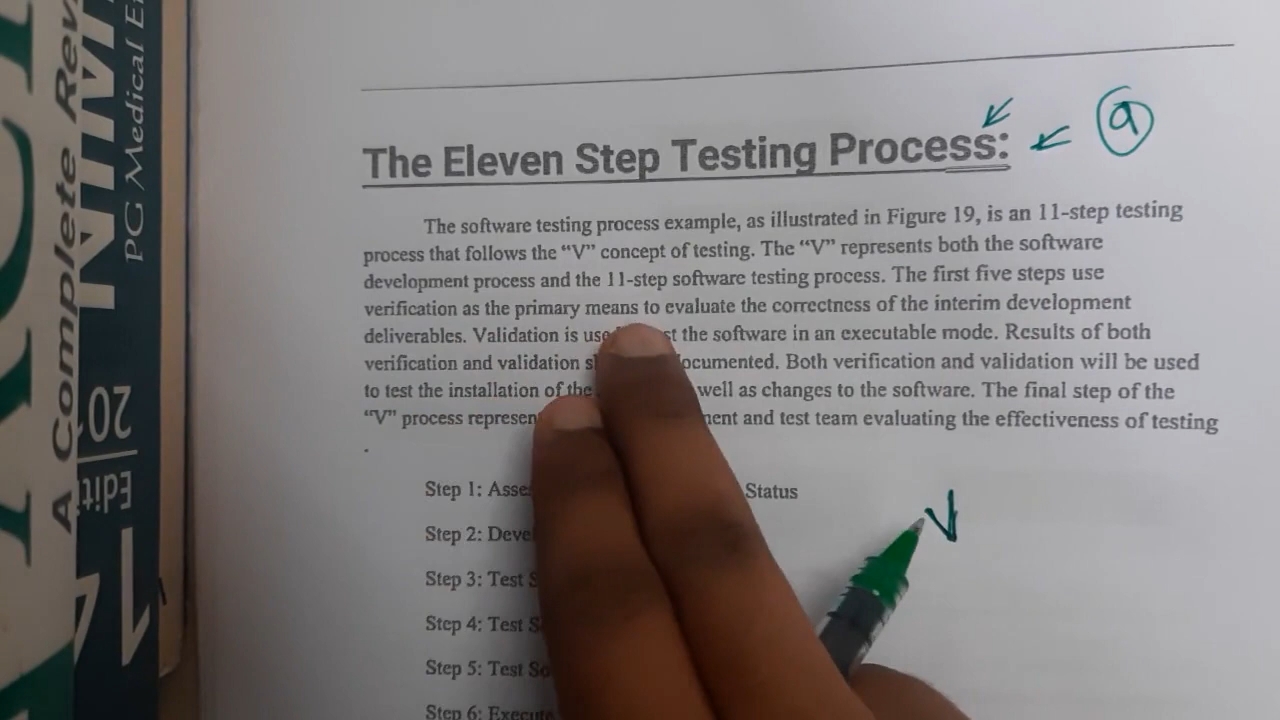 A Complete Rev
PG Medical E
20
Editi
The Eleven Step Testing Process:
a
The software testing process example, as illustrated in Figure 19, is an 11-step testing
process that follows the “V” concept of testing. The “V” represents both the software
development process and the 11-step software testing process. The first five steps use
verification as the primary means to evaluate the correctness of the interim development
deliverables. Validation is use st the software in an executable mode. Results of both
verification and validation s ocumented. Both verification and validation will be used
to test the installation of the well as changes to the software. The final step of the
“V” process represen ent and test team evaluating the effectiveness of testing
.
Step 1: Asse Status
Step 2: Deve
Step 3: Test S
Step 4: Test S
Step 5: Test So
Step 6: Execute